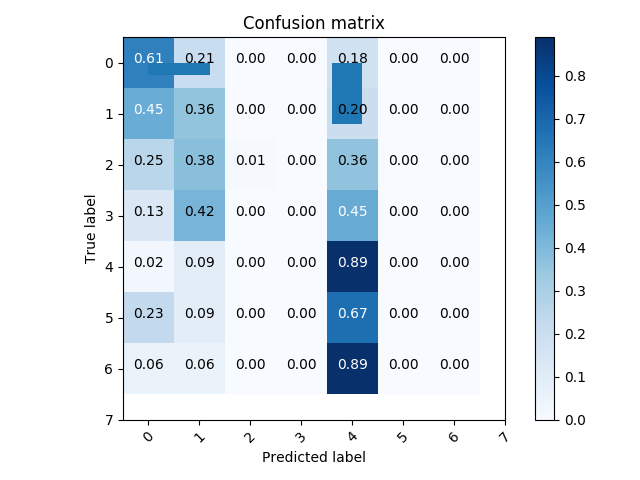 Confusion matrix
0 0.61 0.21 0.00 0.00 0.18 0.00 0.00
1 0.45 0.36 0.00 0.00 0.20 0.00 0.00
2 0.25 0.38 0.01 0.00 0.36 0.00 0.00
3 0.13 0.42 0.00 0.00 0.45 0.00 0.00
4 0.02 0.09 0.00 0.00 0.89 0.00 0.00
5 0.23 0.09 0.00 0.00 0.67 0.00 0.00
6 0.06 0.06 0.00 0.00 0.89 0.00 0.00
7
0 1 2 3 4 5 6 7
True label
Predicted label
0.8
0.7
0.6
0.5
0.4
0.3
0.2
0.1
0.0